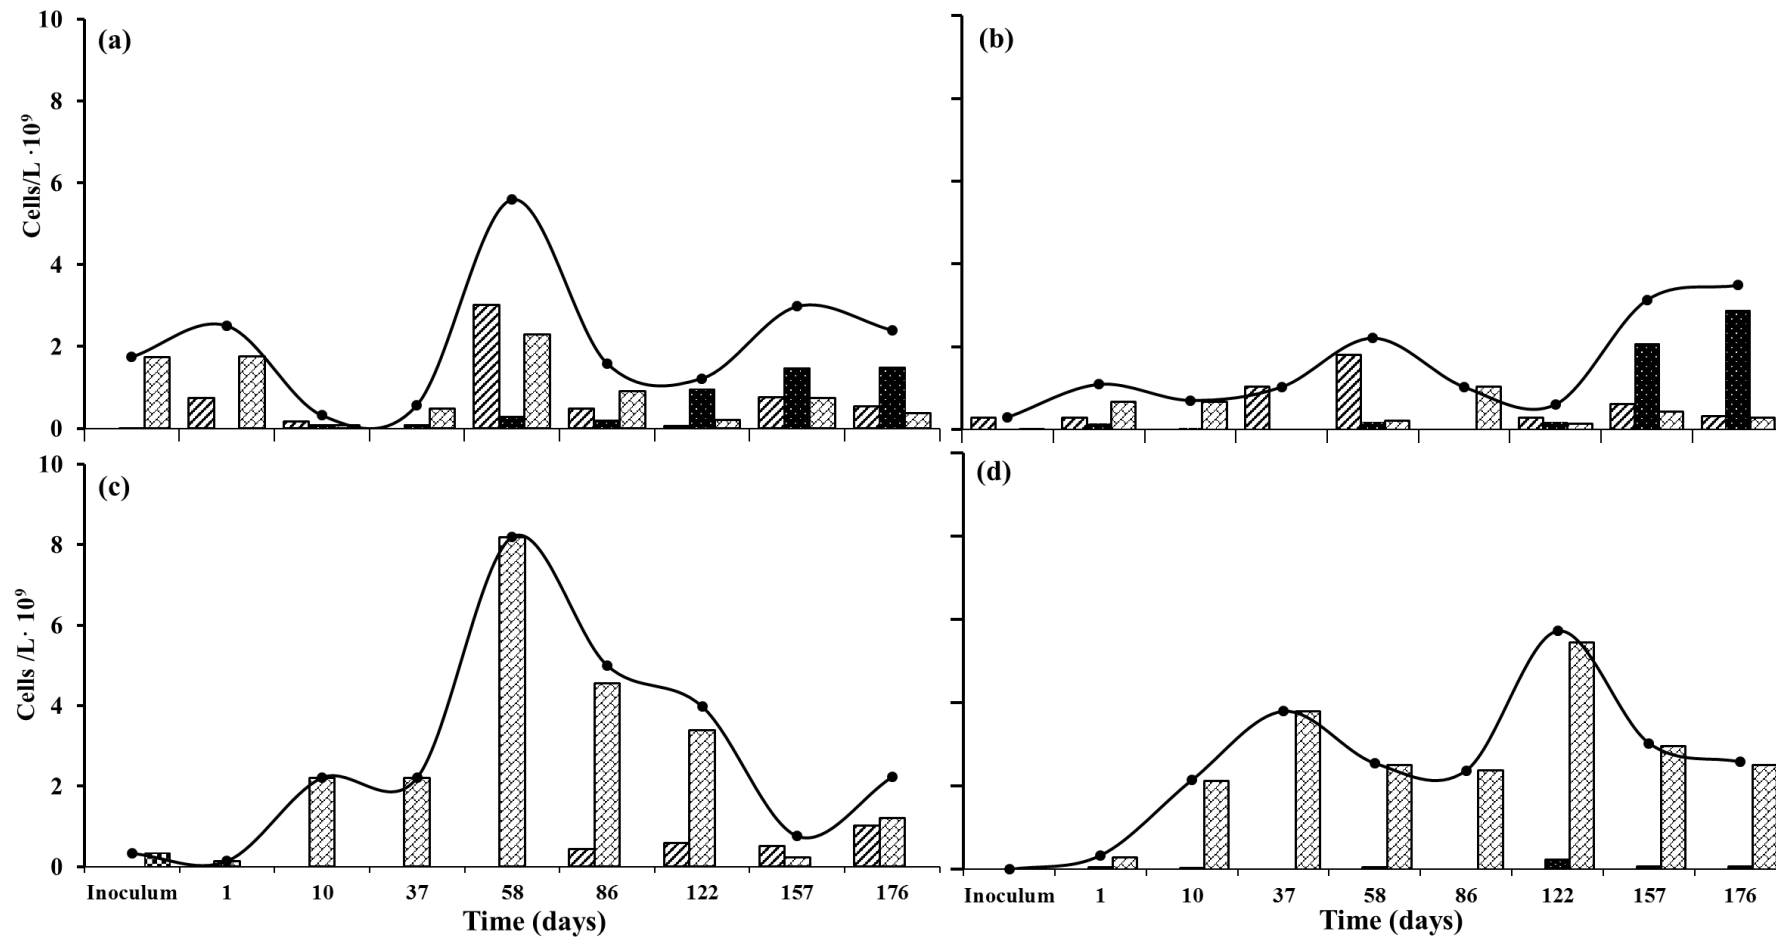 (a)
(b)
10
8
6
4
2
0
Cells/L ·10⁹
(c)
(d)
10
8
6
4
2
0
Cells /L· 10⁹
Inoculum 1 10 37 58 86 122 157 176
Time (days)
Inoculum 1 10 37 58 86 122 157 176
Time (days)